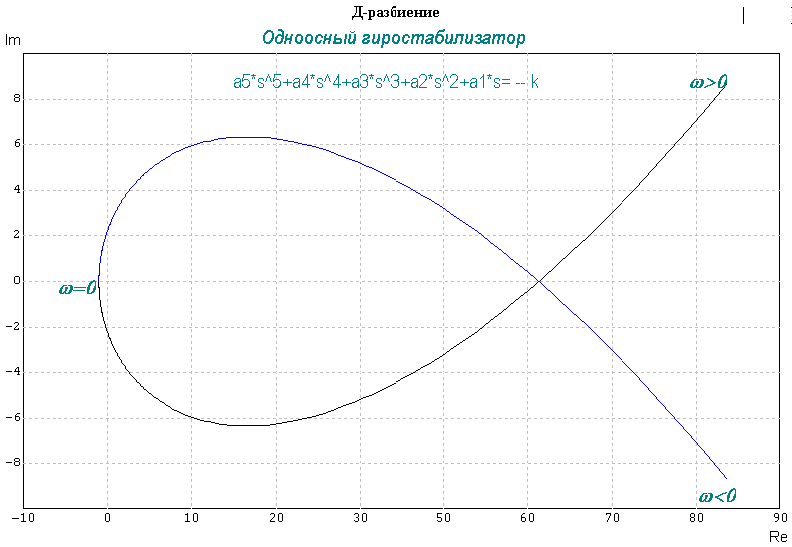 Д-разбиение
Одноосный гиростабилизатор
Im
a5*s^5+a4*s^4+a3*s^3+a2*s^2+a1*s= -- k
ω>0
8
6
4
2
0
ω=0
−2
−4
−6
−8
ω<0
−10 0 10 20 30 40 50 60 70 80 90
Re